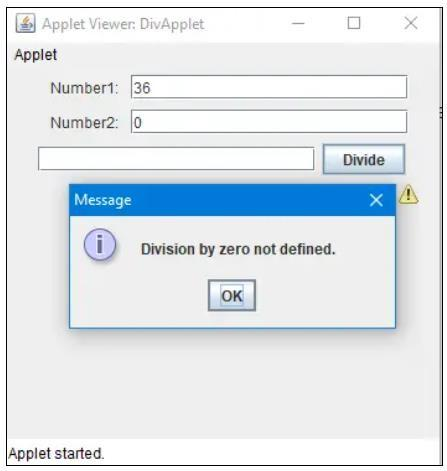 Applet Viewer: DivApplet
Applet
Number1: 36
Number2: 0
Divide
Message
Division by zero not defined.
OK
Applet started.